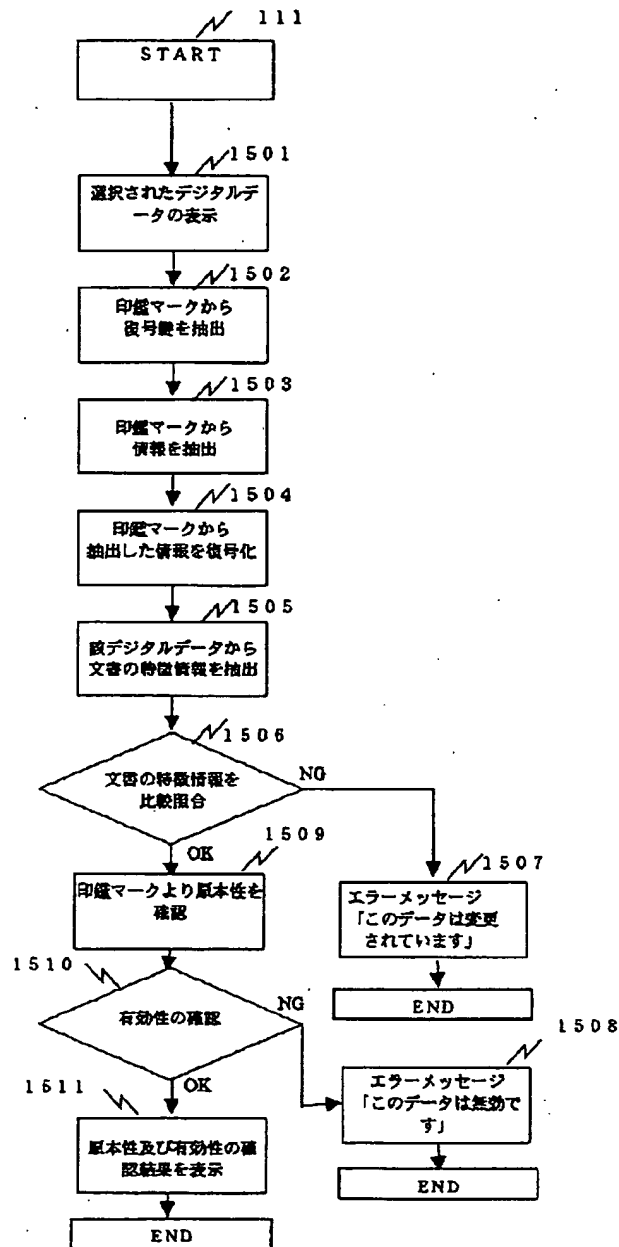 111
START
1501
選択されたデジタルデ
ータの表示
1502
印鑑マークから
復号鍵を抽出
1503
印鑑マークから
情報を抽出
1504
印鑑マークから
抽出した情報を復号化
1505
該デジタルデータから
文書の特徴情報を抽出
1506
文書の特徴情報を
比較照合
NG
OK
1509
印鑑マークより原本性を
確認
1507
エラーメッセージ
「このデータは変更
されています」
END
1510
有効性の確認
NG
OK
1508
エラーメッセージ
「このデータは無効で
す」
END
1511
原本性及び有効性の確
認結果を表示
END